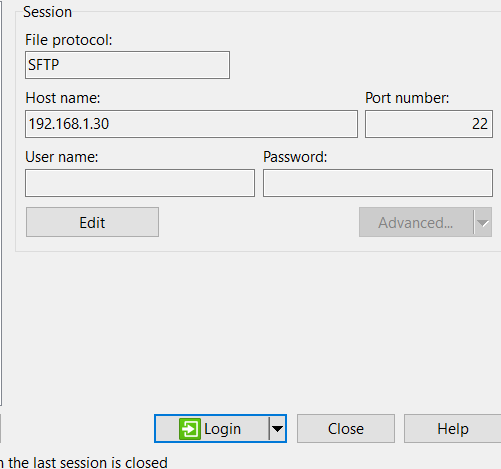 Session
File protocol:
SFTP
Host name: Port number:
192.168.1.30 22
User name: Password:
Edit Advanced...
Login Close Help
the last session is closed